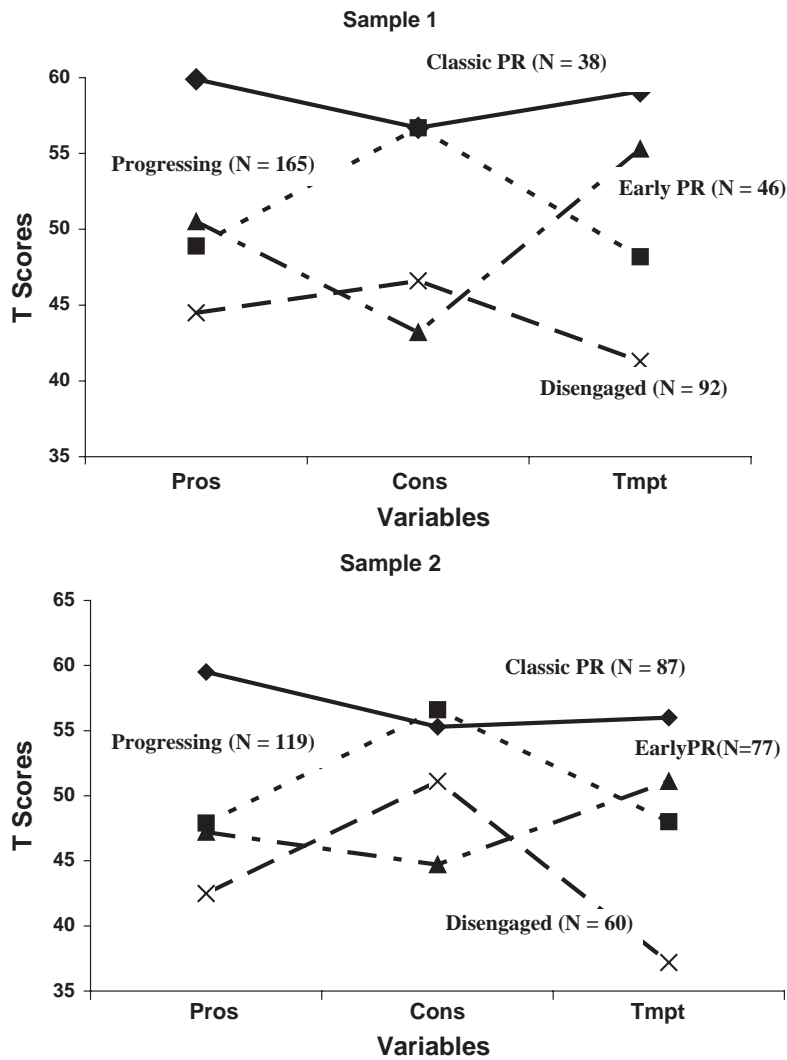 Sample 1
Classic PR (N = 38)
60
Progressing (N = 165)
55
Early PR (N = 46)
50
T Scores
45
40
Disengaged (N = 92)
35
Pros Cons Tmpt
Variables
Sample 2
65
Classic PR (N = 87)
60
Progressing (N = 119)
EarlyPR(N=77)
55
T Scores
50
45
Disengaged (N = 60)
40
35
Pros Cons Tmpt
Variables